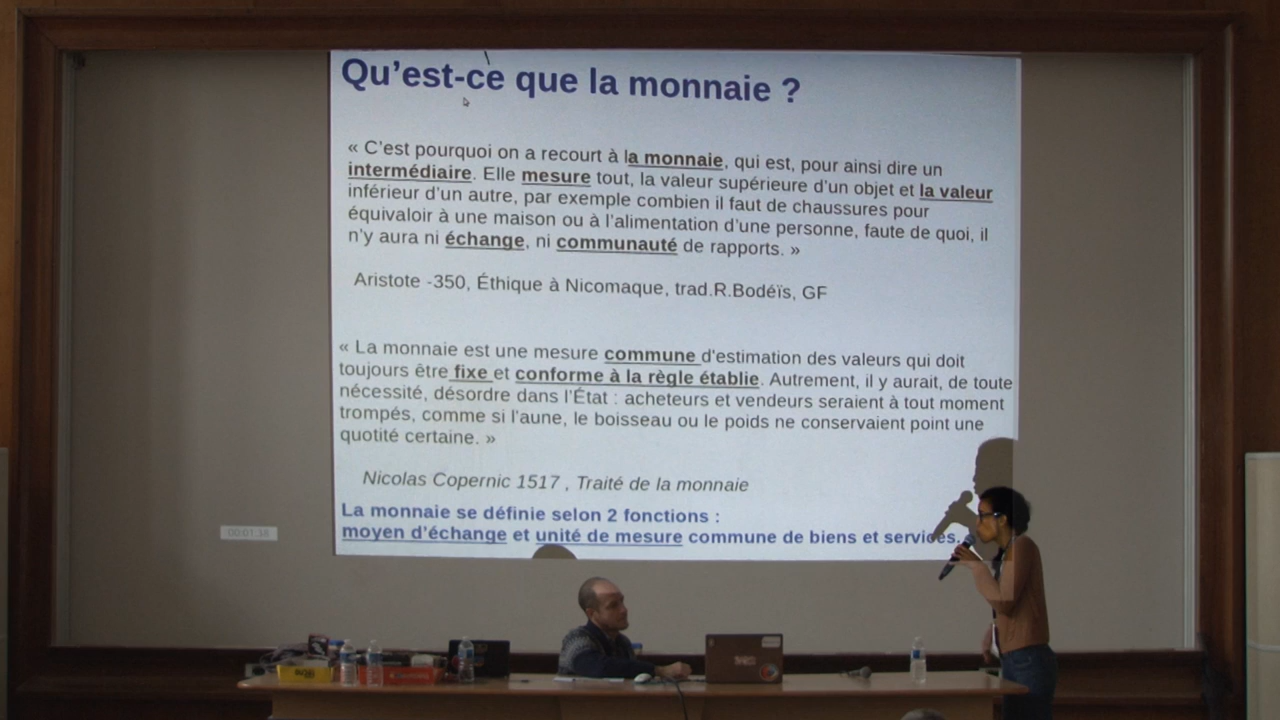 Qu'est-ce que la monnaie ?
« C'est pourquoi on a recourt à la monnaie, qui est, pour ainsi dire un
intermédiaire. Elle mesure tout, la valeur supérieure d'un objet et la valeur
inférieur d'un autre, par exemple combien il faut de chaussures pour
équivaloir à une maison ou à l'alimentation d'une personne, faute de quoi, il
n'y aura ni échange, ni communauté de rapports. »
Aristote -350, Éthique à Nicomaque, trad.R.Bodéïs, GF
« La monnaie est une mesure commune d'estimation des valeurs qui doit
toujours être fixe et conforme à la règle établie. Autrement, il y aurait, de toute
nécessité, désordre dans l'État : acheteurs et vendeurs seraient à tout moment
trompés, comme si l'aune, le boisseau ou le poids ne conservaient point une
quotité certaine. »
Nicolas Copernic 1517 , Traité de la monnaie
La monnaie se définie selon 2 fonctions :
moyen d'échange et unité de mesure commune de biens et services.
00:01:38